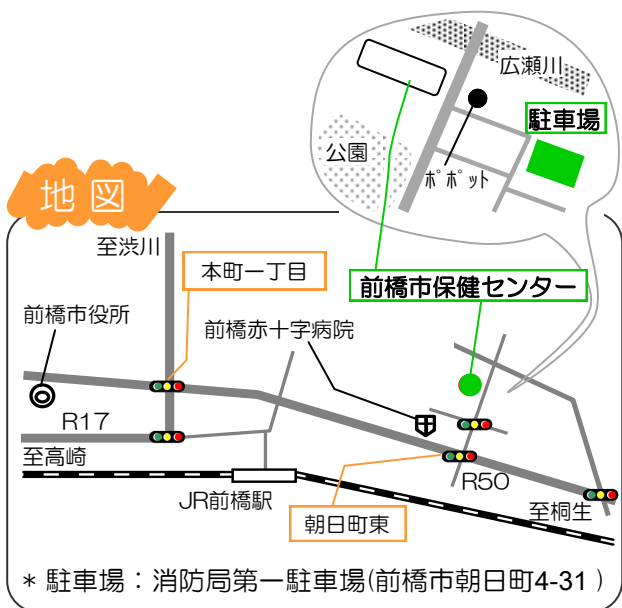 広瀬川
駐車場
公園
ポポット
地図
至渋川
本町一丁目
前橋市保健センター
前橋市役所
前橋赤十字病院
R17
至高崎
JR前橋駅
R50
朝日町東
至桐生
* 駐車場：消防局第一駐車場(前橋市朝日町4-31 )